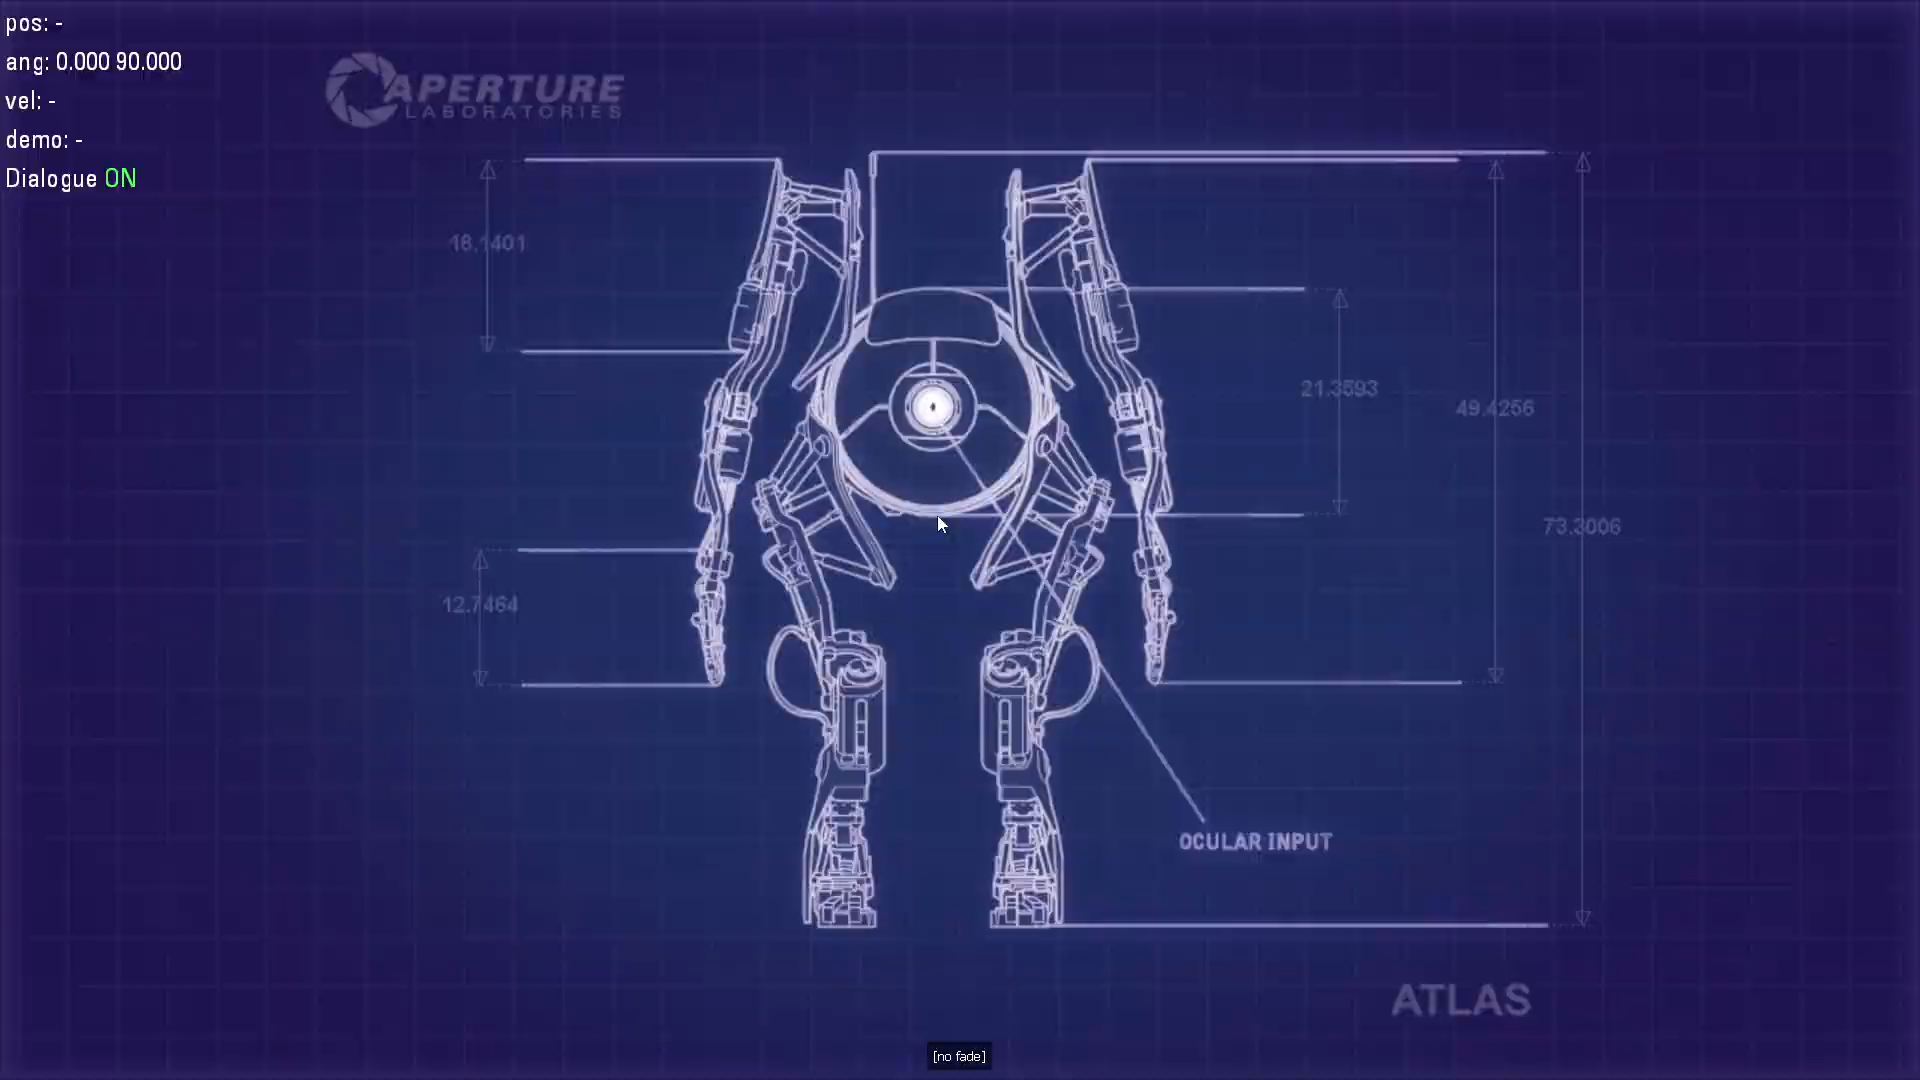 pos: -
ang: 0.000 90.000
vel: -
demo: -
Dialogue ON
APERTURE
LABORATORIES
18.1401
21.3593
49.4256
73.3006
12.7464
OCULAR INPUT
ATLAS
[no fade]